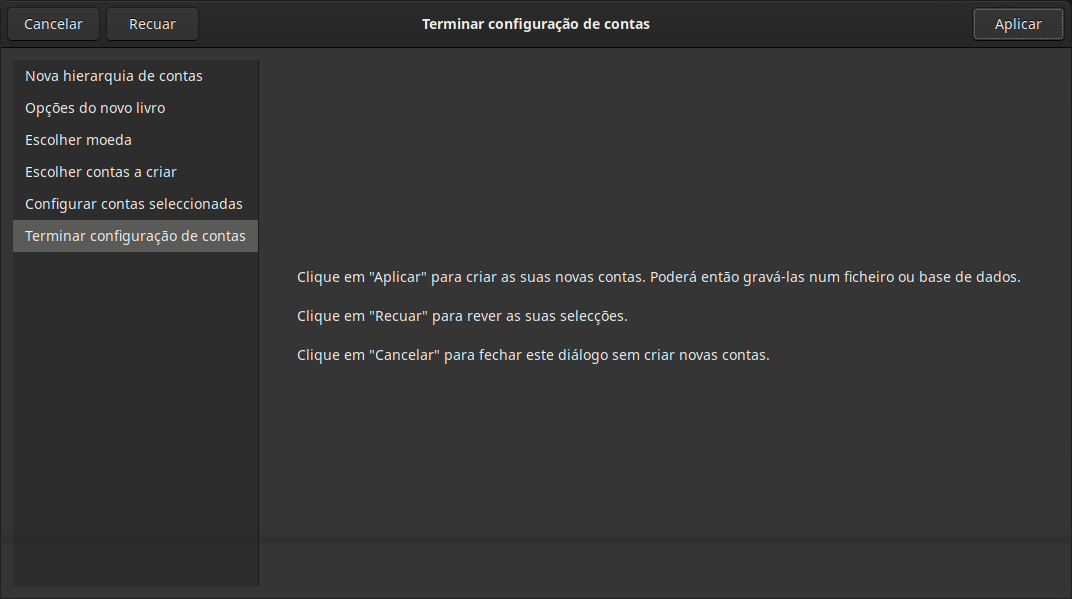 Cancelar
Recuar
Terminar configuração de contas
Aplicar
Nova hierarquia de contas
Opções do novo livro
Escolher moeda
Escolher contas a criar
Configurar contas seleccionadas
Terminar configuração de contas
Clique em "Aplicar" para criar as suas novas contas. Poderá então gravá-las num ficheiro ou base de dados.
Clique em "Recuar" para rever as suas selecções.
Clique em "Cancelar" para fechar este diálogo sem criar novas contas.